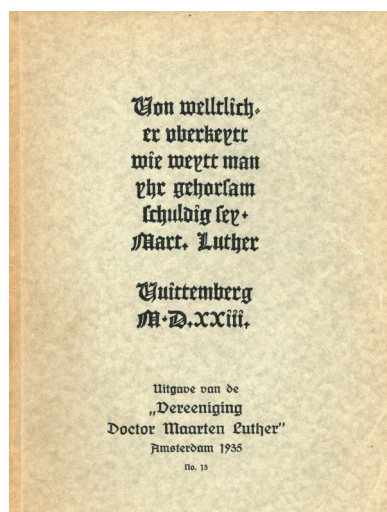 Von welltlich⸗
er vberkeytt
wie weytt man
yhr gehorſam
ſchuldig ſey.
Mart. Luther
Vuittemberg
M.D.XXiii.
Uitgave van de
„Vereeniging
Doctor Maarten Luther”
Amsterdam 1935
No. 13